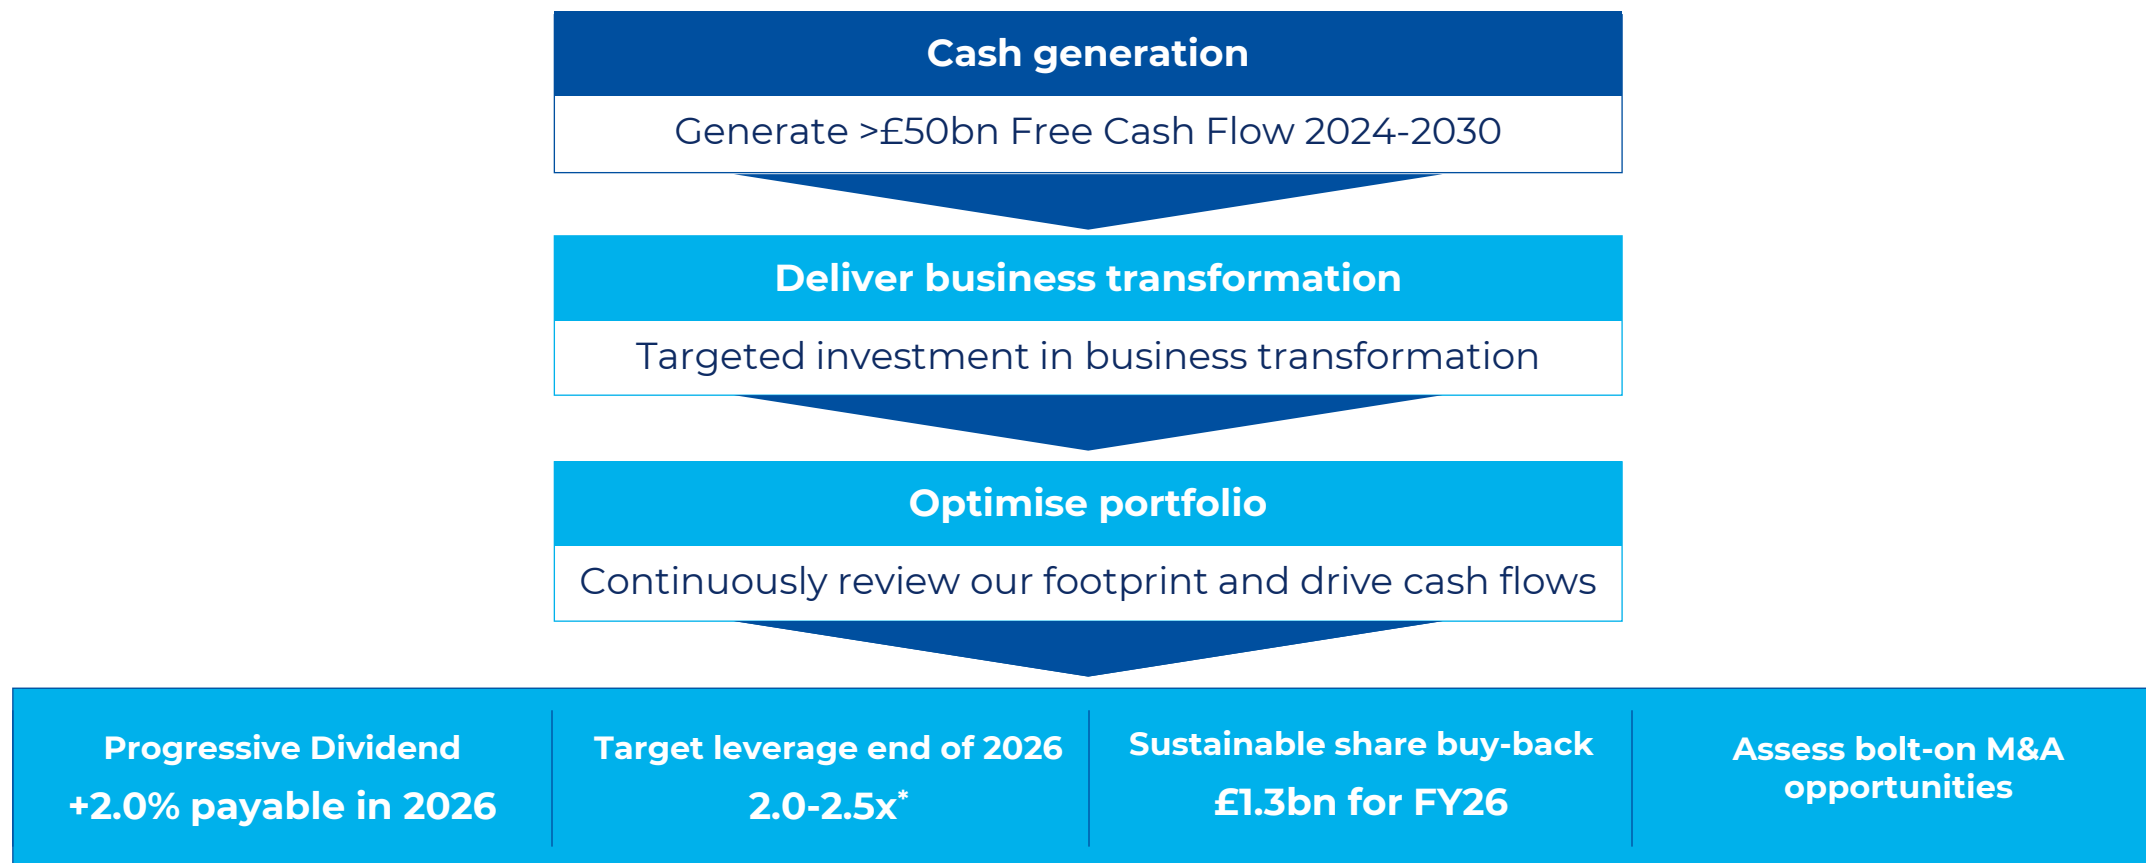 Cash generation
Generate >£50bn Free Cash Flow 2024-2030
Deliver business transformation
Targeted investment in business transformation
Optimise portfolio
Continuously review our footprint and drive cash flows
Progressive Dividend
+2.0% payable in 2026
Target leverage end of 2026
2.0-2.5x*
Sustainable share buy-back
£1.3bn for FY26
Assess bolt-on M&A
opportunities